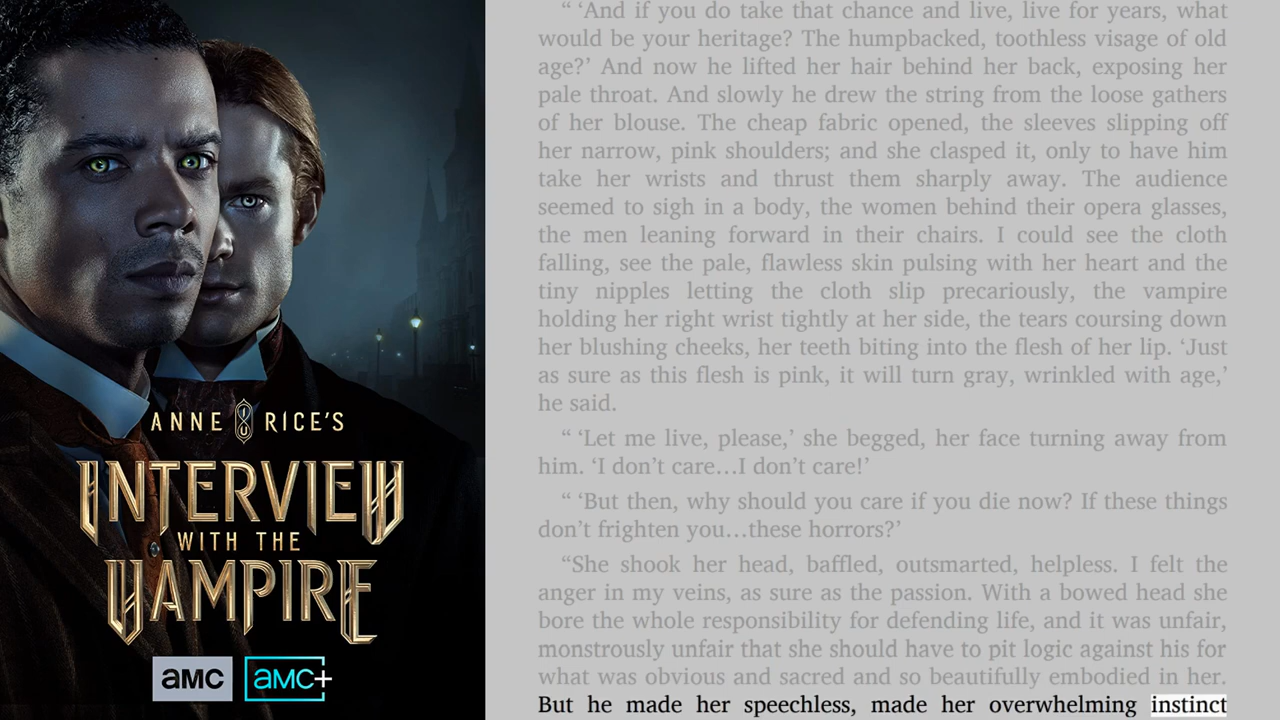 ANNE RICE'S
INTERVIEW
WITH THE
VAMPIRE
aMC
aMC+
“ ‘And if you do take that chance and live, live for years, what
would be your heritage? The humpbacked, toothless visage of old
age?’ And now he lifted her hair behind her back, exposing her
pale throat. And slowly he drew the string from the loose gathers
of her blouse. The cheap fabric opened, the sleeves slipping off
her narrow, pink shoulders; and she clasped it, only to have him
take her wrists and thrust them sharply away. The audience
seemed to sigh in a body, the women behind their opera glasses,
the men leaning forward in their chairs. I could see the cloth
falling, see the pale, flawless skin pulsing with her heart and the
tiny nipples letting the cloth slip precariously, the vampire
holding her right wrist tightly at her side, the tears coursing down
her blushing cheeks, her teeth biting into the flesh of her lip. ‘Just
as sure as this flesh is pink, it will turn gray, wrinkled with age,’
he said.
“ ‘Let me live, please,’ she begged, her face turning away from
him. ‘I don’t care…I don’t care!’
“ ‘But then, why should you care if you die now? If these things
don’t frighten you…these horrors?’
“She shook her head, baffled, outsmarted, helpless. I felt the
anger in my veins, as sure as the passion. With a bowed head she
bore the whole responsibility for defending life, and it was unfair,
monstrously unfair that she should have to pit logic against his for
what was obvious and sacred and so beautifully embodied in her.
But he made her speechless, made her overwhelming instinct